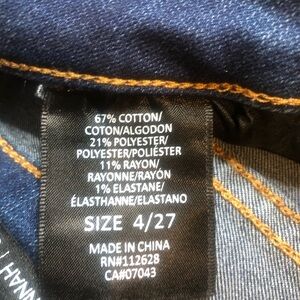 67% COTTON/
COTON/ALGODON
21% POLYESTER/
POLYESTER/POLIÉSTER
11% RAYON/
RAYONNE/RAYÓN
1% ELASTANE/
ÉLASTHANNE/ELASTANO
SIZE 4/27
MADE IN CHINA
RN#112628
CA#07043
NNAH